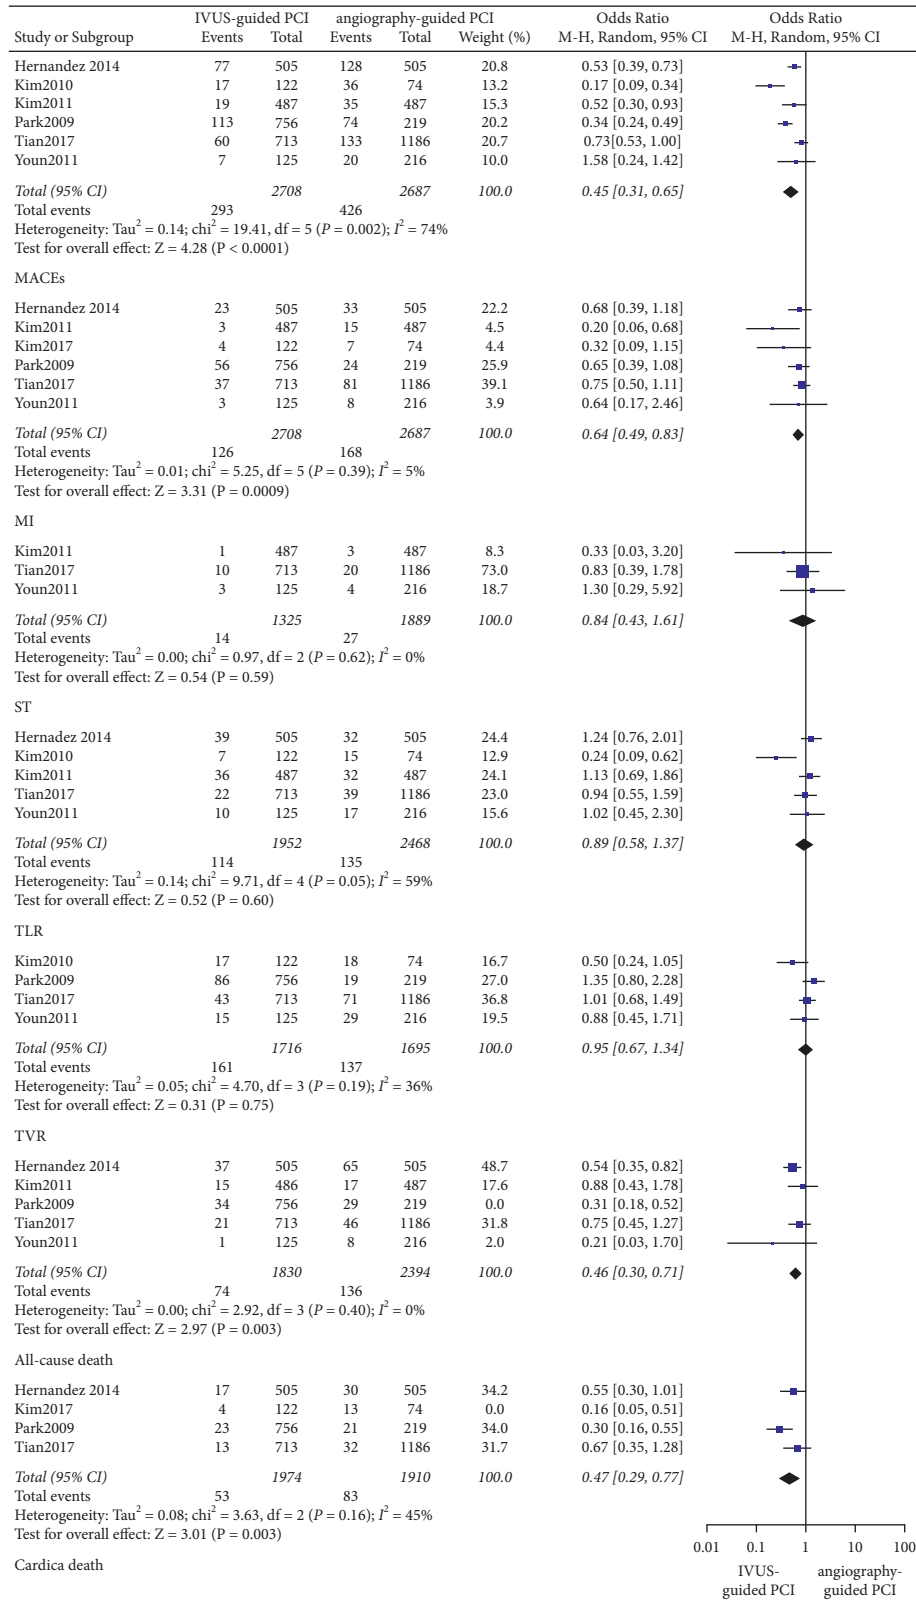 IVUS-guided PCI angiography-guided PCI Odds Ratio Odds Ratio
Study or Subgroup Events Total Events Total Weight (%) M-H, Random, 95% CI M-H, Random, 95% CI
Hernandez 2014 77 505 128 505 20.8 0.53 [0.39, 0.73]
Kim2010 17 122 36 74 13.2 0.17 [0.09, 0.34]
Kim2011 19 487 35 487 15.3 0.52 [0.30, 0.93]
Park2009 113 756 74 219 20.2 0.34 [0.24, 0.49]
Tian2017 60 713 133 1186 20.7 0.73[0.53, 1.00]
Youn2011 7 125 20 216 10.0 1.58 [0.24, 1.42]
Total (95% CI) 2708 2687 100.0 0.45 [0.31, 0.65]
Total events 293 426
Heterogeneity: Tau² = 0.14; chi² = 19.41, df = 5 (P = 0.002); I² = 74%
Test for overall effect: Z = 4.28 (P < 0.0001)
MACEs
Hernandez 2014 23 505 33 505 22.2 0.68 [0.39, 1.18]
Kim2011 3 487 15 487 4.5 0.20 [0.06, 0.68]
Kim2017 4 122 7 74 4.4 0.32 [0.09, 1.15]
Park2009 56 756 24 219 25.9 0.65 [0.39, 1.08]
Tian2017 37 713 81 1186 39.1 0.75 [0.50, 1.11]
Youn2011 3 125 8 216 3.9 0.64 [0.17, 2.46]
Total (95% CI) 2708 2687 100.0 0.64 [0.49, 0.83]
Total events 126 168
Heterogeneity: Tau² = 0.01; chi² = 5.25, df = 5 (P = 0.39); I² = 5%
Test for overall effect: Z = 3.31 (P = 0.0009)
MI
Kim2011 1 487 3 487 8.3 0.33 [0.03, 3.20]
Tian2017 10 713 20 1186 73.0 0.83 [0.39, 1.78]
Youn2011 3 125 4 216 18.7 1.30 [0.29, 5.92]
Total (95% CI) 1325 1889 100.0 0.84 [0.43, 1.61]
Total events 14 27
Heterogeneity: Tau² = 0.00; chi² = 0.97, df = 2 (P = 0.62); I² = 0%
Test for overall effect: Z = 0.54 (P = 0.59)
ST
Hernadez 2014 39 505 32 505 24.4 1.24 [0.76, 2.01]
Kim2010 7 122 15 74 12.9 0.24 [0.09, 0.62]
Kim2011 36 487 32 487 24.1 1.13 [0.69, 1.86]
Tian2017 22 713 39 1186 23.0 0.94 [0.55, 1.59]
Youn2011 10 125 17 216 15.6 1.02 [0.45, 2.30]
Total (95% CI) 1952 2468 100.0 0.89 [0.58, 1.37]
Total events 114 135
Heterogeneity: Tau² = 0.14; chi² = 9.71, df = 4 (P = 0.05); I² = 59%
Test for overall effect: Z = 0.52 (P = 0.60)
TLR
Kim2010 17 122 18 74 16.7 0.50 [0.24, 1.05]
Park2009 86 756 19 219 27.0 1.35 [0.80, 2.28]
Tian2017 43 713 71 1186 36.8 1.01 [0.68, 1.49]
Youn2011 15 125 29 216 19.5 0.88 [0.45, 1.71]
Total (95% CI) 1716 1695 100.0 0.95 [0.67, 1.34]
Total events 161 137
Heterogeneity: Tau² = 0.05; chi² = 4.70, df = 3 (P = 0.19); I² = 36%
Test for overall effect: Z = 0.31 (P = 0.75)
TVR
Hernandez 2014 37 505 65 505 48.7 0.54 [0.35, 0.82]
Kim2011 15 486 17 487 17.6 0.88 [0.43, 1.78]
Park2009 34 756 29 219 0.0 0.31 [0.18, 0.52]
Tian2017 21 713 46 1186 31.8 0.75 [0.45, 1.27]
Youn2011 1 125 8 216 2.0 0.21 [0.03, 1.70]
Total (95% CI) 1830 2394 100.0 0.46 [0.30, 0.71]
Total events 74 136
Heterogeneity: Tau² = 0.00; chi² = 2.92, df = 3 (P = 0.40); I² = 0%
Test for overall effect: Z = 2.97 (P = 0.003)
All-cause death
Hernandez 2014 17 505 30 505 34.2 0.55 [0.30, 1.01]
Kim2017 4 122 13 74 0.0 0.16 [0.05, 0.51]
Park2009 23 756 21 219 34.0 0.30 [0.16, 0.55]
Tian2017 13 713 32 1186 31.7 0.67 [0.35, 1.28]
Total (95% CI) 1974 1910 100.0 0.47 [0.29, 0.77]
Total events 53 83
Heterogeneity: Tau² = 0.08; chi² = 3.63, df = 2 (P = 0.16); I² = 45%
Test for overall effect: Z = 3.01 (P = 0.003)
Cardica death
0.01 0.1 1 10 100
IVUS- angiography-
guided PCI guided PCI